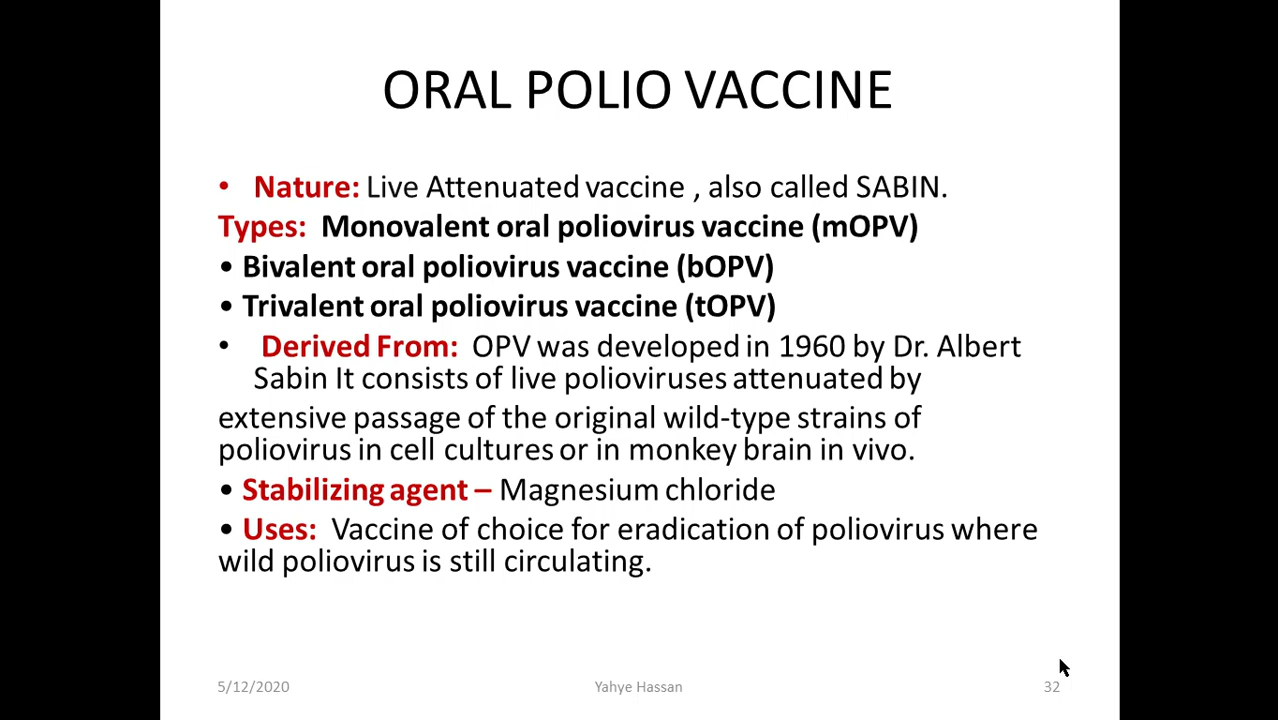 ORAL POLIO VACCINE
• Nature: Live Attenuated vaccine , also called SABIN.
Types: Monovalent oral poliovirus vaccine (mOPV)
• Bivalent oral poliovirus vaccine (bOPV)
• Trivalent oral poliovirus vaccine (tOPV)
• Derived From: OPV was developed in 1960 by Dr. Albert
Sabin It consists of live polioviruses attenuated by
extensive passage of the original wild-type strains of
poliovirus in cell cultures or in monkey brain in vivo.
• Stabilizing agent – Magnesium chloride
• Uses: Vaccine of choice for eradication of poliovirus where
wild poliovirus is still circulating.
5/12/2020 Yahye Hassan 32